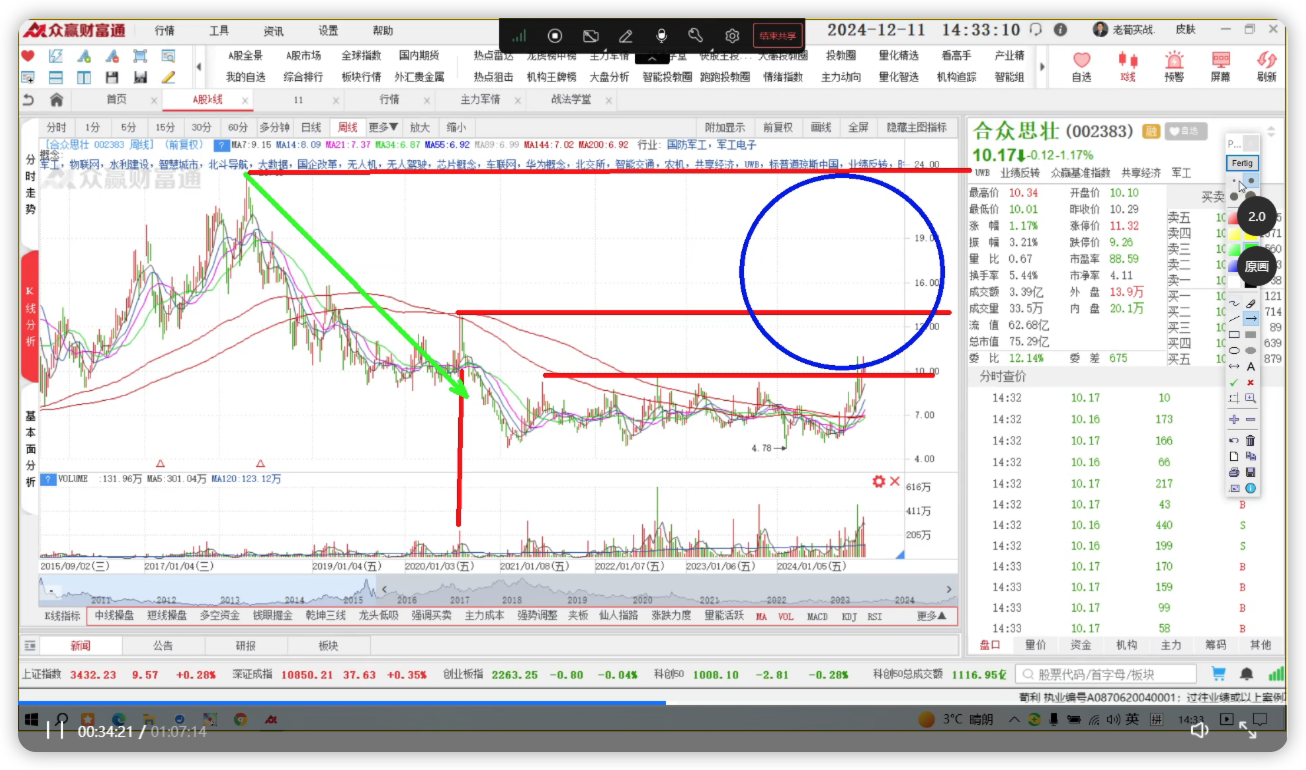 众赢财富通 行情 工具 资讯 设置 帮助
结束共享
2024-12-11 14:33:10 老荀实战. 皮肤
A股全景 A股市场 全球指数 国内期货 热点雷达 投教圈 量化精选 看高手 产业精
我的自选 综合排行 板块行情 外汇贵金属 热点狙击 机构王牌榜 大盘分析 智能投教圈 跑跑投教圈 情绪指数 主力动向 量化智选 机构追踪 智能组
自选 K线 预警 屏幕 刷新
首页 A股K线 11 行情 主力军情 战法学堂
分时 1分 5分 15分 30分 60分 多分钟 日线 周线 更多▼ 放大 缩小 附加显示 前复权 画线 全屏 隐藏主图指标
[合众思壮 002383 周线] (前复权) ? MA7:9.15 MA14:8.09 MA21:7.37 MA34:6.87 MA55:6.92 MA89:6.99 MA144:7.02 MA200:6.92 行业: 国防军工, 军工电子
概念:
军工, 物联网, 水利建设, 智慧城市, 北斗导航, 大数据, 国企改革, 无人机, 无人驾驶, 芯片概念, 车联网, 华为概念, 北交所, 智能交通, 农机, 共享经济, UWB, 标普道琼斯中国, 业绩反转,
众赢财富通
分时走势
K线分析
基本面分析
24.00
19.00
16.00
10.00
7.00
4.00
4.78
? VOLUME :131.96万 MA5:301.04万 MA120:123.12万
616万
411万
205万
2015/09/02(三) 2017/01/04(三) 2019/01/04(五) 2020/01/03(五) 2021/01/08(五) 2022/01/07(五) 2023/01/06(五) 2024/01/05(五)
2011 2012 2013 2014 2015 2016 2017 2018 2019 2020 2021 2022 2023 2024
K线指标 中线操盘 短线操盘 多空资金 钱眼掘金 乾坤三线 龙头低吸 强调买卖 主力成本 强势调整 夹板 仙人指路 涨跌力度 量能活跃 MA VOL MACD KDJ RSI 更多▲
新闻 公告 研报 板块
合众思壮 (002383) 融 自选
10.17 -0.12 -1.17%
UWB 业绩反转 众赢基准指数 共享经济 军工
最高价 10.34 开盘价 10.10
最低价 10.01 昨收价 10.29
涨 幅 1.17% 涨停价 11.32
振 幅 3.21% 跌停价 9.26
量 比 0.67 市盈率 88.59
换手率 5.44% 市净率 4.11
成交额 3.39亿 外 盘 13.9万
成交量 33.5万 内 盘 20.1万
流 值 62.68亿
总市值 75.29亿
委 比 12.14% 委 差 675
买卖
卖五
卖四
卖三
卖二
卖一
买一 121
买二 714
买三 89
买四 639
买五 879
P...
Fertig
2.0
原画
分时查价
14:32 10.17 10
14:32 10.16 173
14:32 10.17 166
14:32 10.16 66
14:32 10.17 217
14:32 10.17 43 B
14:32 10.16 440 S
14:32 10.16 199 S
14:33 10.17 170 B
14:33 10.17 159 B
14:33 10.17 99 B
14:33 10.17 58 B
盘口 量价 资金 机构 主力 筹码 其他
上证指数 3432.23 9.57 +0.28% 深证成指 10850.21 37.63 +0.35% 创业板指 2263.25 -0.80 -0.04% 科创50 1008.10 -2.81 -0.28% 科创50总成交额 1116.95亿 股票代码/首字母/板块
荀利 执业编号A0870620040001: 过往业绩或以上案例
3°C 晴朗 英 拼 14:33
00:34:21 / 01:07:14